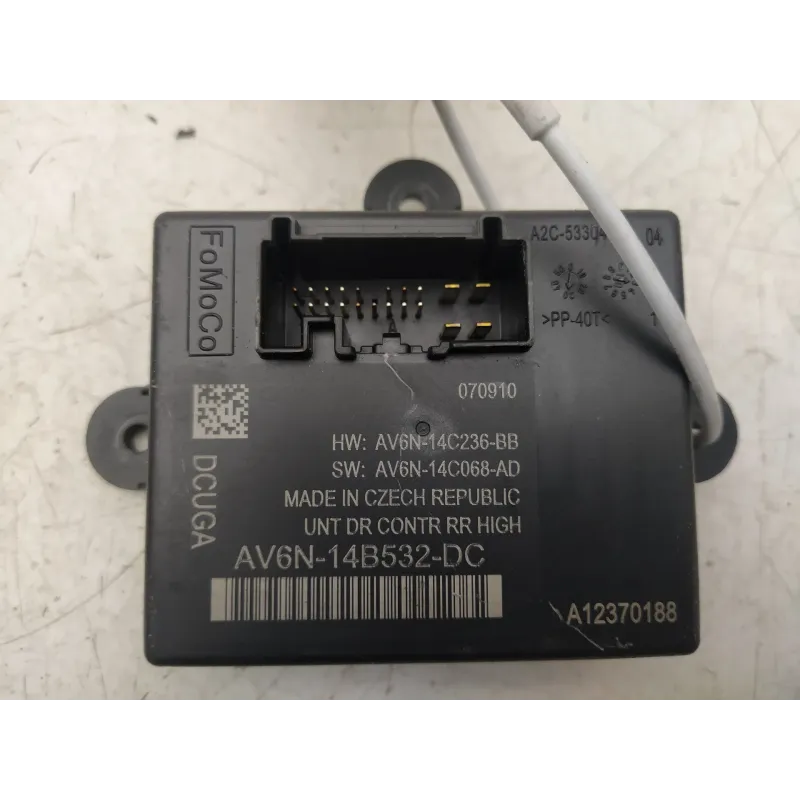 FoMoCo
A2C-5330
04
>PP-40T<
1
070910
HW: AV6N-14C236-BB
SW: AV6N-14C068-AD
MADE IN CZECH REPUBLIC
UNT DR CONTR RR HIGH
DCUGA
AV6N-14B532-DC
A12370188